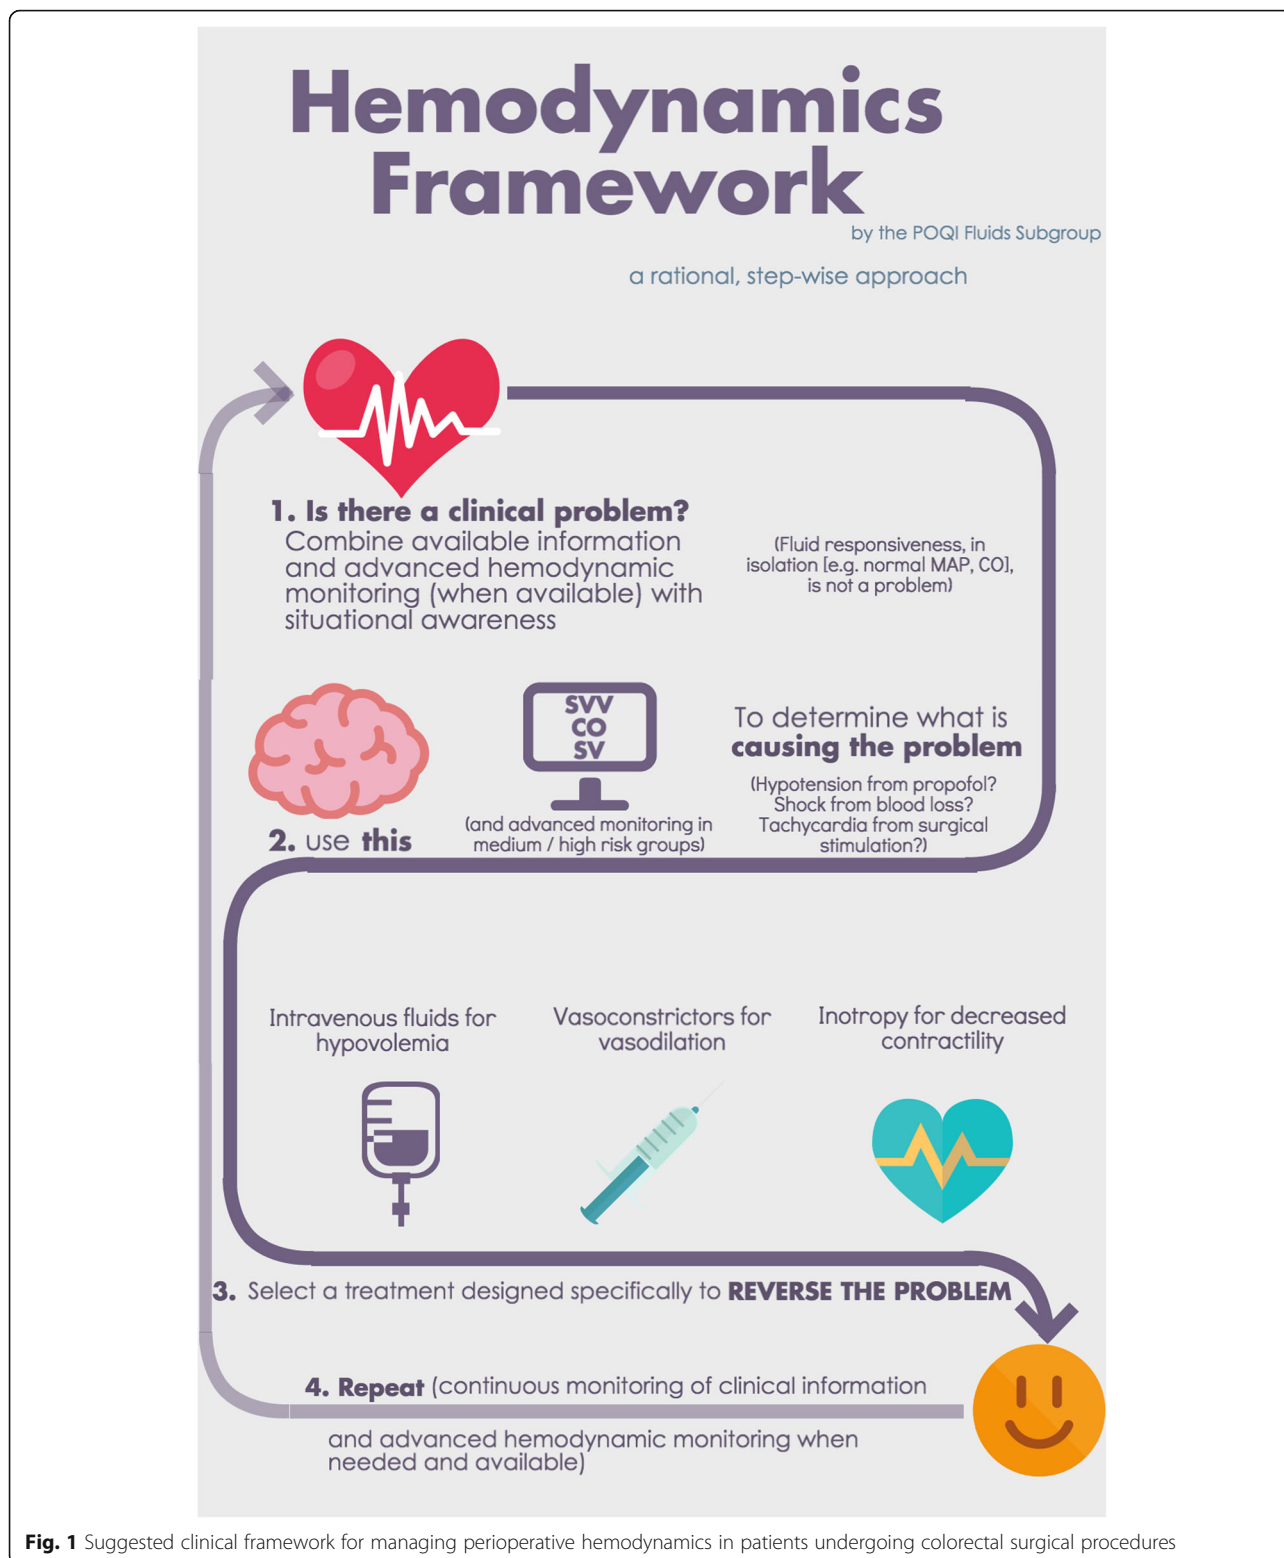 Hemodynamics
Framework
by the POQI Fluids Subgroup
a rational, step-wise approach
1. Is there a clinical problem?
Combine available information
and advanced hemodynamic
monitoring (when available) with
situational awareness
(Fluid responsiveness, in
isolation [e.g. normal MAP, CO],
is not a problem)
SVV
CO
SV
2. use this
(and advanced monitoring in
medium / high risk groups)
To determine what is
causing the problem
(Hypotension from propofol?
Shock from blood loss?
Tachycardia from surgical
stimulation?)
Intravenous fluids for
hypovolemia
Vasoconstrictors for
vasodilation
Inotropy for decreased
contractility
3. Select a treatment designed specifically to REVERSE THE PROBLEM
4. Repeat (continuous monitoring of clinical information
and advanced hemodynamic monitoring when
needed and available)
Fig. 1 Suggested clinical framework for managing perioperative hemodynamics in patients undergoing colorectal surgical procedures